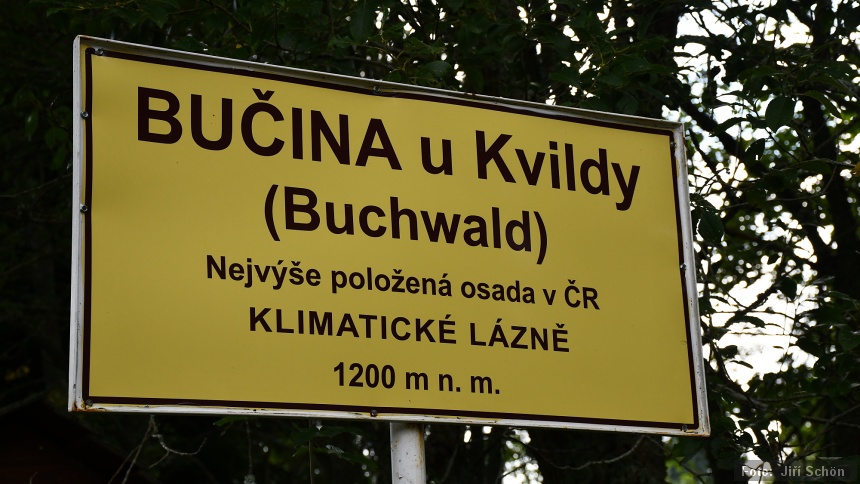 BUČINA u Kvildy
(Buchwald)
Nejvýše položená osada v ČR
KLIMATICKÉ LÁZNĚ
1200 m n. m.
Foto: Jiří Schön